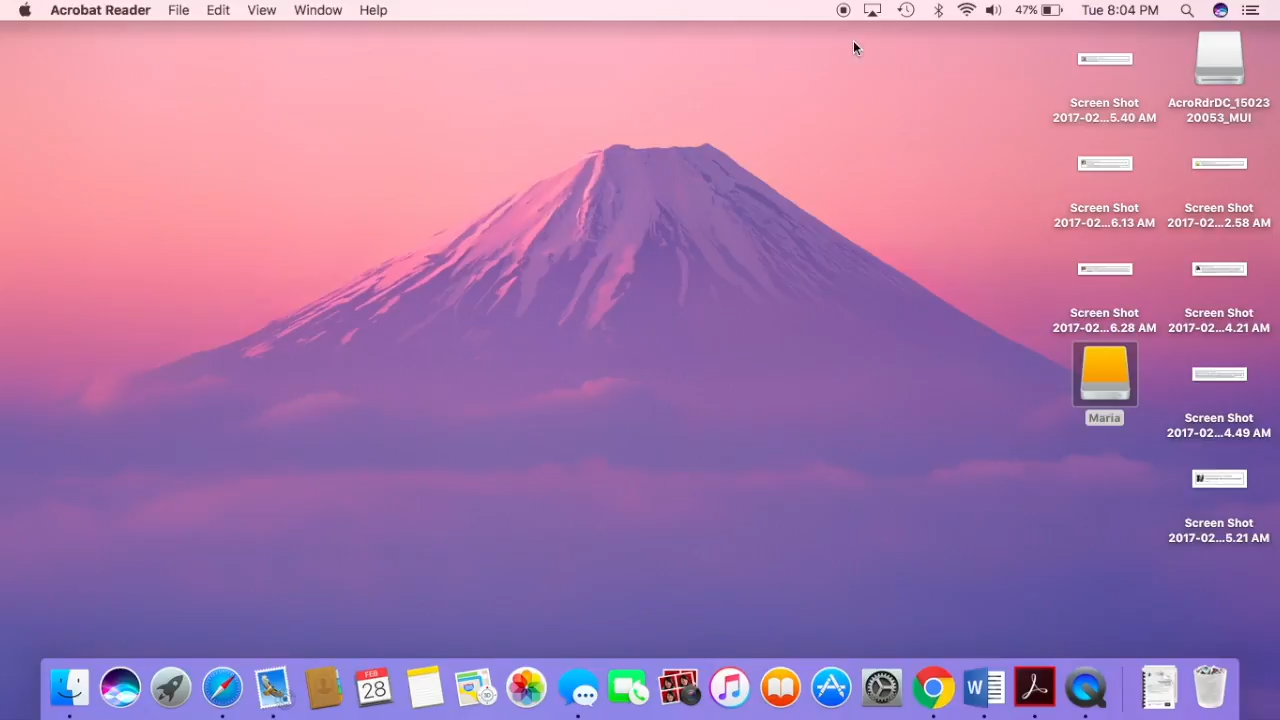 Acrobat Reader File Edit View Window Help 47% Tue 8:04 PM
Screen Shot
2017-02...5.40 AM
AcroRdrDC_15023
20053_MUI
Screen Shot
2017-02...6.13 AM
Screen Shot
2017-02...2.58 AM
Screen Shot
2017-02...6.28 AM
Screen Shot
2017-02...4.21 AM
Maria
Screen Shot
2017-02...4.49 AM
Screen Shot
2017-02...5.21 AM
FEB
28
W